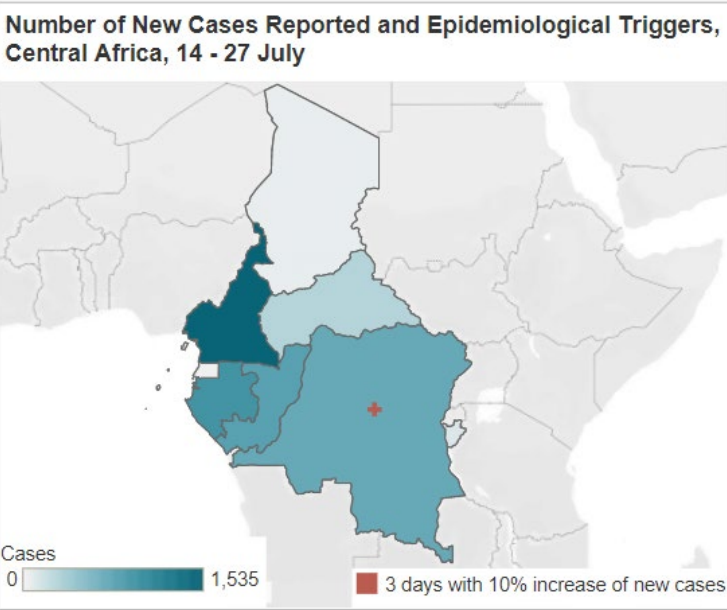 Number of New Cases Reported and Epidemiological Triggers,
Central Africa, 14 - 27 July
Cases
0 1,535
3 days with 10% increase of new cases